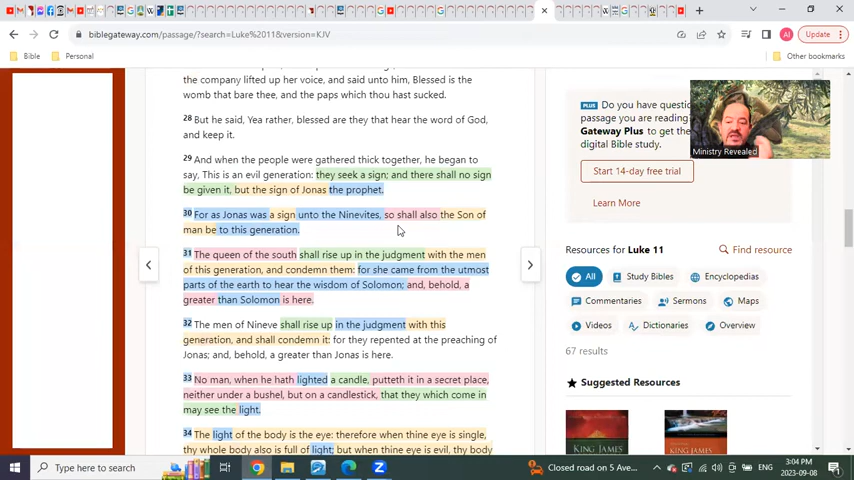 Update
biblegateway.com/passage/?search=Luke%2011&version=KJV
AI
Update
Bible
Personal
Other bookmarks
the company lifted up her voice, and said unto him, Blessed is the
womb that bare thee, and the paps which thou hast sucked.
28 But he said, Yea rather, blessed are they that hear the word of God,
and keep it.
29 And when the people were gathered thick together, he began to
say, This is an evil generation: they seek a sign; and there shall no sign
be given it, but the sign of Jonas the prophet.
30 For as Jonas was a sign unto the Ninevites, so shall also the Son of
man be to this generation.
31 The queen of the south shall rise up in the judgment with the men
of this generation, and condemn them: for she came from the utmost
parts of the earth to hear the wisdom of Solomon; and, behold, a
greater than Solomon is here.
32 The men of Nineve shall rise up in the judgment with this
generation, and shall condemn it: for they repented at the preaching of
Jonas; and, behold, a greater than Jonas is here.
33 No man, when he hath lighted a candle, putteth it in a secret place,
neither under a bushel, but on a candlestick, that they which come in
may see the light.
34 The light of the body is the eye: therefore when thine eye is single,
thy whole body also is full of light; but when thine eye is evil, thy body
PLUS Do you have questi
passage you are reading
Gateway Plus to get the
digital Bible study.
Ministry Revealed
Start 14-day free trial
Learn More
Resources for Luke 11
Find resource
All
Study Bibles
Encyclopedias
Commentaries
Sermons
Maps
Videos
Dictionaries
Overview
67 results
Suggested Resources
KING JAMES
KING JAMES
Type here to search
Closed road on 5 Ave...
ENG
3:04 PM
2023-09-08